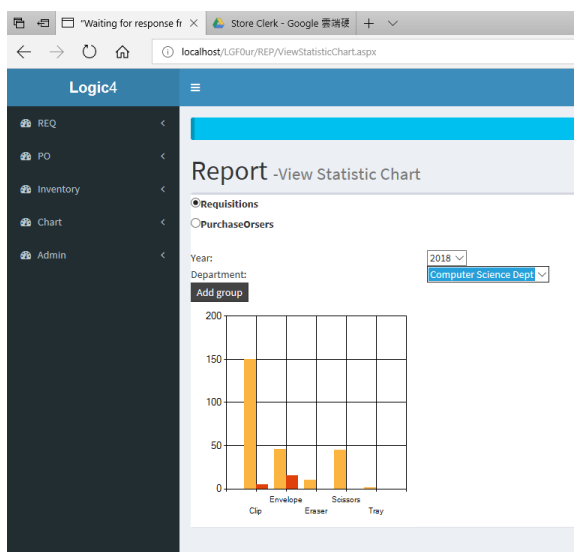 "Waiting for response fr
Store Clerk - Google 雲端硬
localhost/LGF0ur/REP/ViewStatisticChart.aspx
Logic4
REQ
PO
Inventory
Chart
Admin
Report -View Statistic Chart
Requisitions
PurchaseOrsers
Year:
2018
Department:
Computer Science Dept
Add group
200
150
100
50
0
Envelope Scissors
Clip Eraser Tray